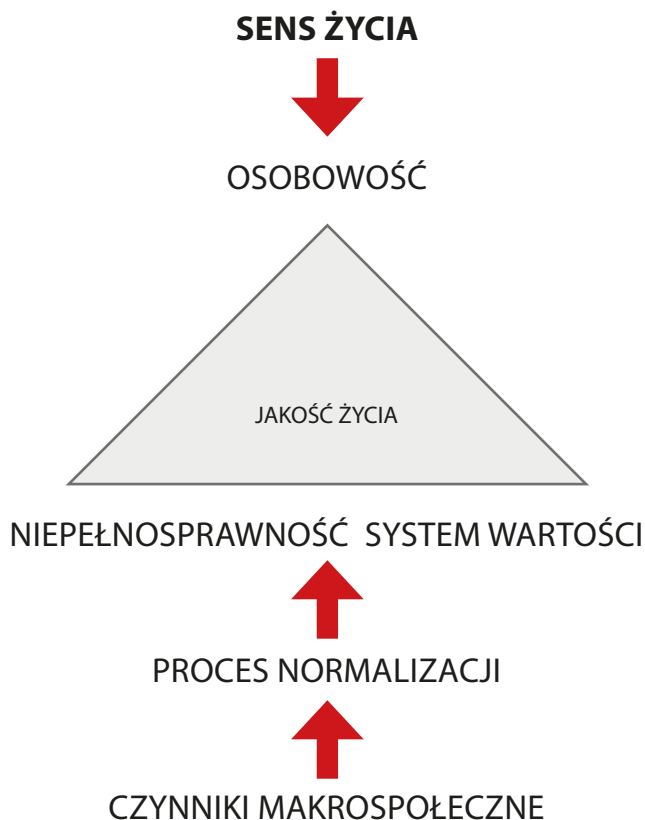 SENS ŻYCIA
OSOBOWOŚĆ
JAKOŚĆ ŻYCIA
NIEPEŁNOSPRAWNOŚĆ SYSTEM WARTOŚCI
PROCES NORMALIZACJI
CZYNNIKI MAKROSPOŁECZNE